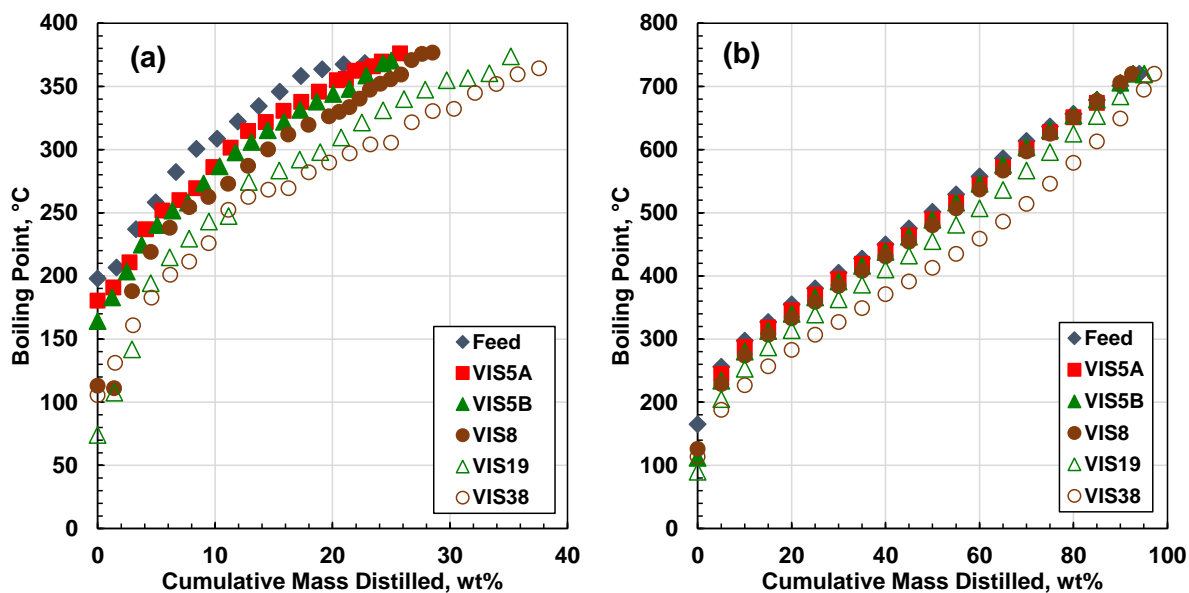 (a)
Boiling Point, °C
400
350
300
250
200
150
100
50
0
0 10 20 30 40
Cumulative Mass Distilled, wt%
Feed
VIS5A
VIS5B
VIS8
VIS19
VIS38
(b)
Boiling Point, °C
800
700
600
500
400
300
200
100
0
0 20 40 60 80 100
Cumulative Mass Distilled, wt%
Feed
VIS5A
VIS5B
VIS8
VIS19
VIS38